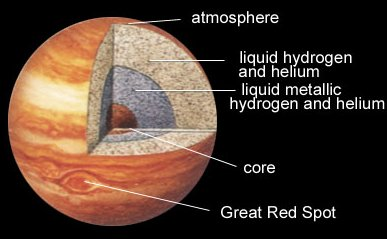 atmosphere
liquid hydrogen
and helium
liquid metallic
hydrogen and helium
core
Great Red Spot